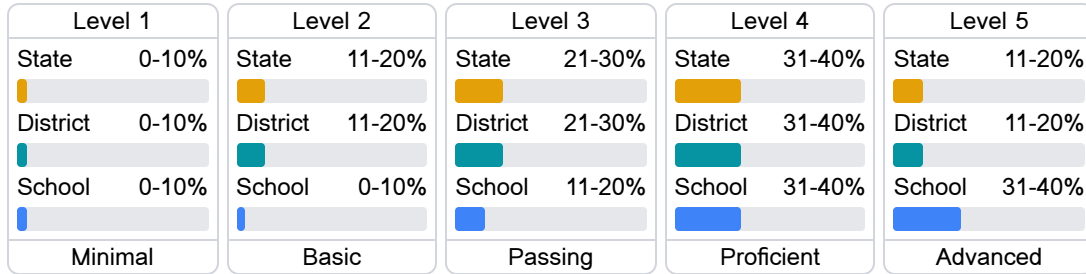 Level 1
State 0-10%
District 0-10%
School 0-10%
Minimal
Level 2
State 11-20%
District 11-20%
School 0-10%
Basic
Level 3
State 21-30%
District 21-30%
School 11-20%
Passing
Level 4
State 31-40%
District 31-40%
School 31-40%
Proficient
Level 5
State 11-20%
District 11-20%
School 31-40%
Advanced